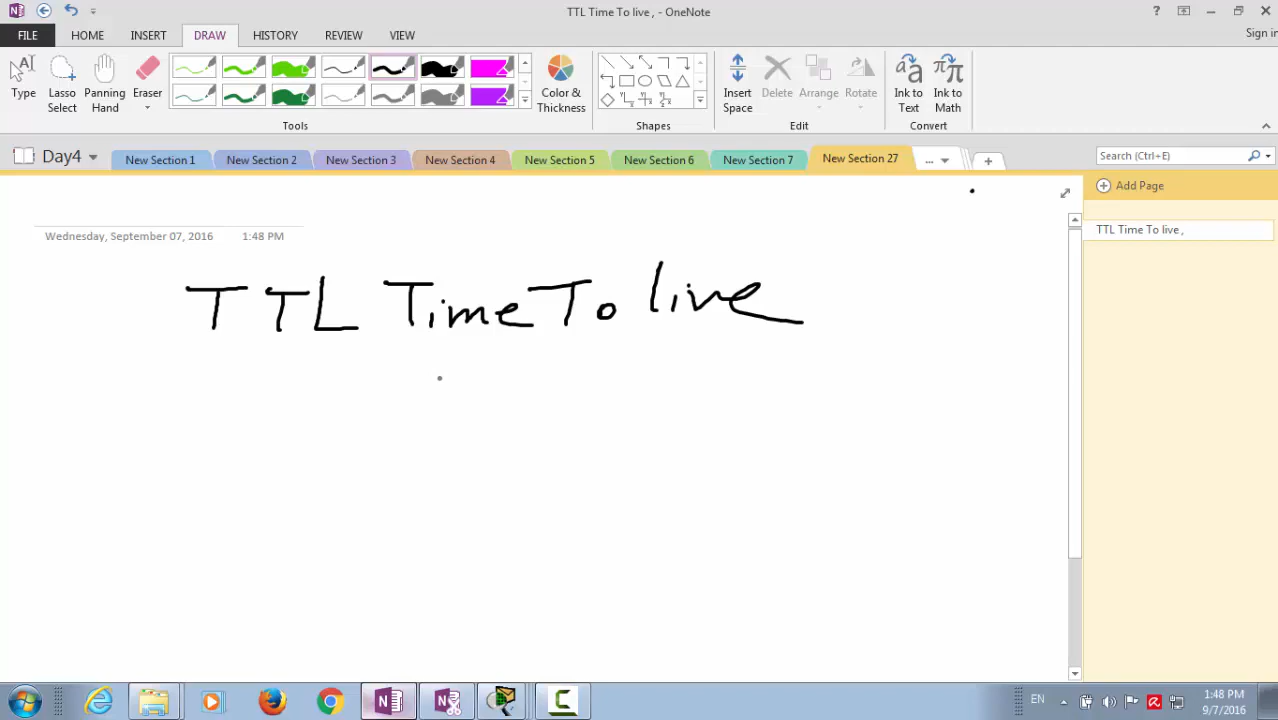 TTL Time To live , - OneNote
?
Sign in
FILE HOME INSERT DRAW HISTORY REVIEW VIEW
Type
Lasso Select
Panning Hand
Eraser
Color & Thickness
Insert Space
Delete
Arrange
Rotate
Ink to Text
Ink to Math
Tools
Shapes
Edit
Convert
Day4
New Section 1
New Section 2
New Section 3
New Section 4
New Section 5
New Section 6
New Section 7
New Section 27
...
Search (Ctrl+E)
Add Page
TTL Time To live ,
Wednesday, September 07, 2016 1:48 PM
TTL Time To live
EN
1:48 PM
9/7/2016